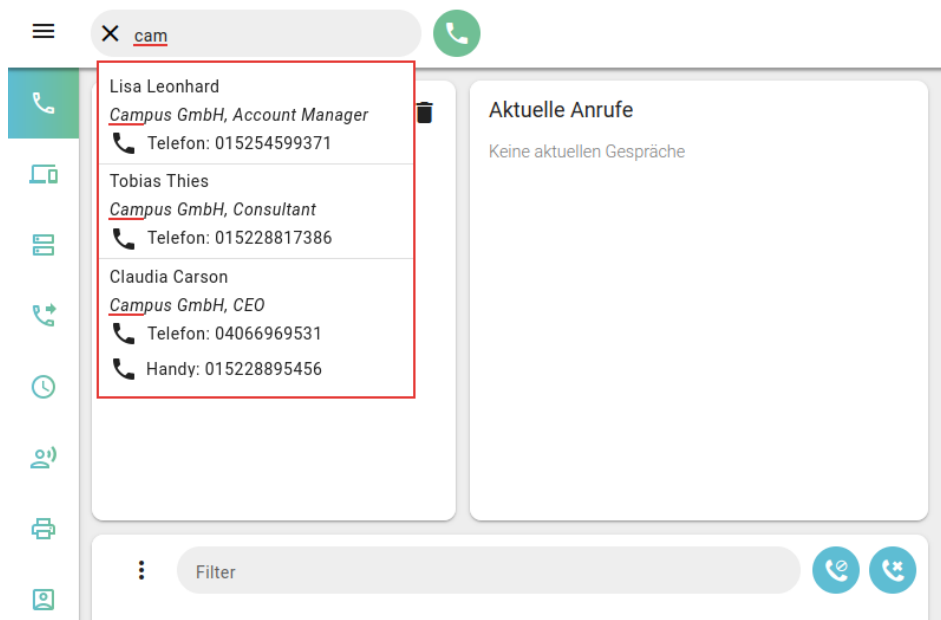 cam
Lisa Leonhard
Campus GmbH, Account Manager
Telefon: 015254599371
Tobias Thies
Campus GmbH, Consultant
Telefon: 015228817386
Claudia Carson
Campus GmbH, CEO
Telefon: 04066969531
Handy: 015228895456
Aktuelle Anrufe
Keine aktuellen Gespräche
Filter